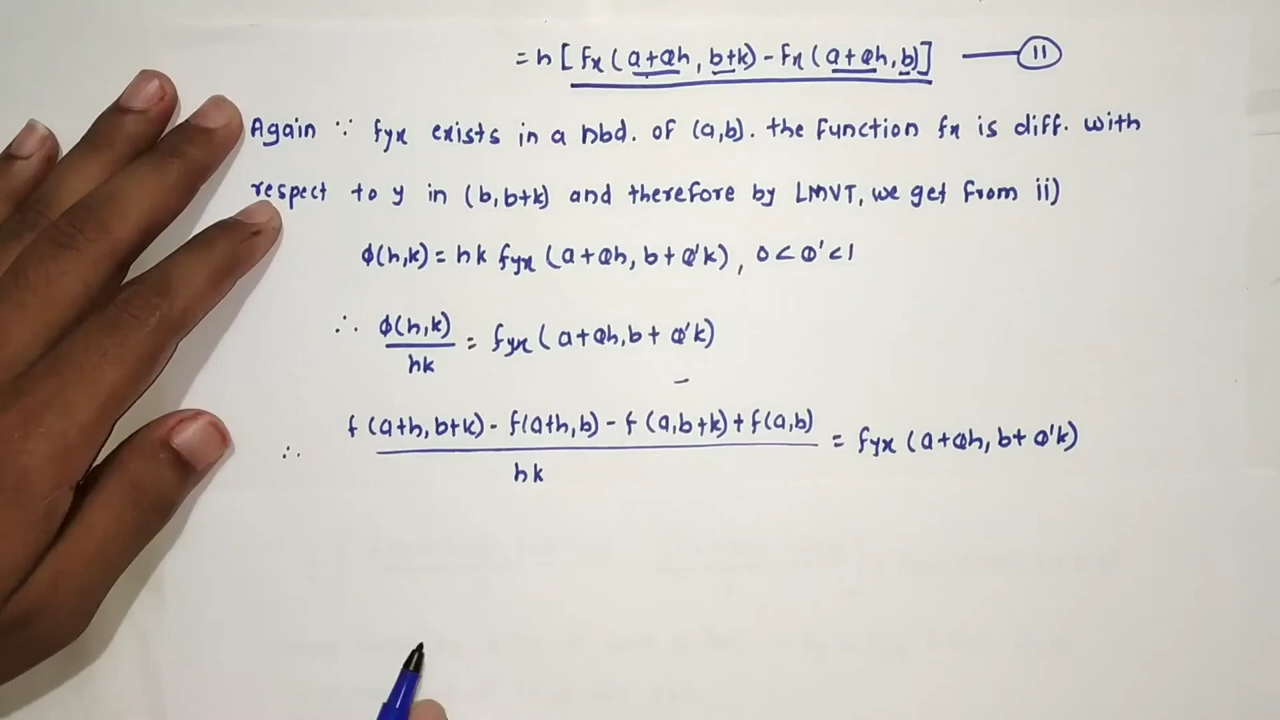 = h [ fx (a+θh, b+k) - fx (a+θh, b)] — 11
Again ∵ fyx exists in a nbd. of (a,b). the function fx is diff. with
respect to y in (b, b+k) and therefore by LMVT, we get from ii)
ϕ(h,k) = hk fyx (a+θh, b+θ'k), 0<θ'<1
∴ ϕ(h,k)/hk = fyx (a+θh, b+θ'k)
∴ f(a+h, b+k) - f(a+h, b) - f(a, b+k) + f(a,b)/hk = fyx (a+θh, b+θ'k)